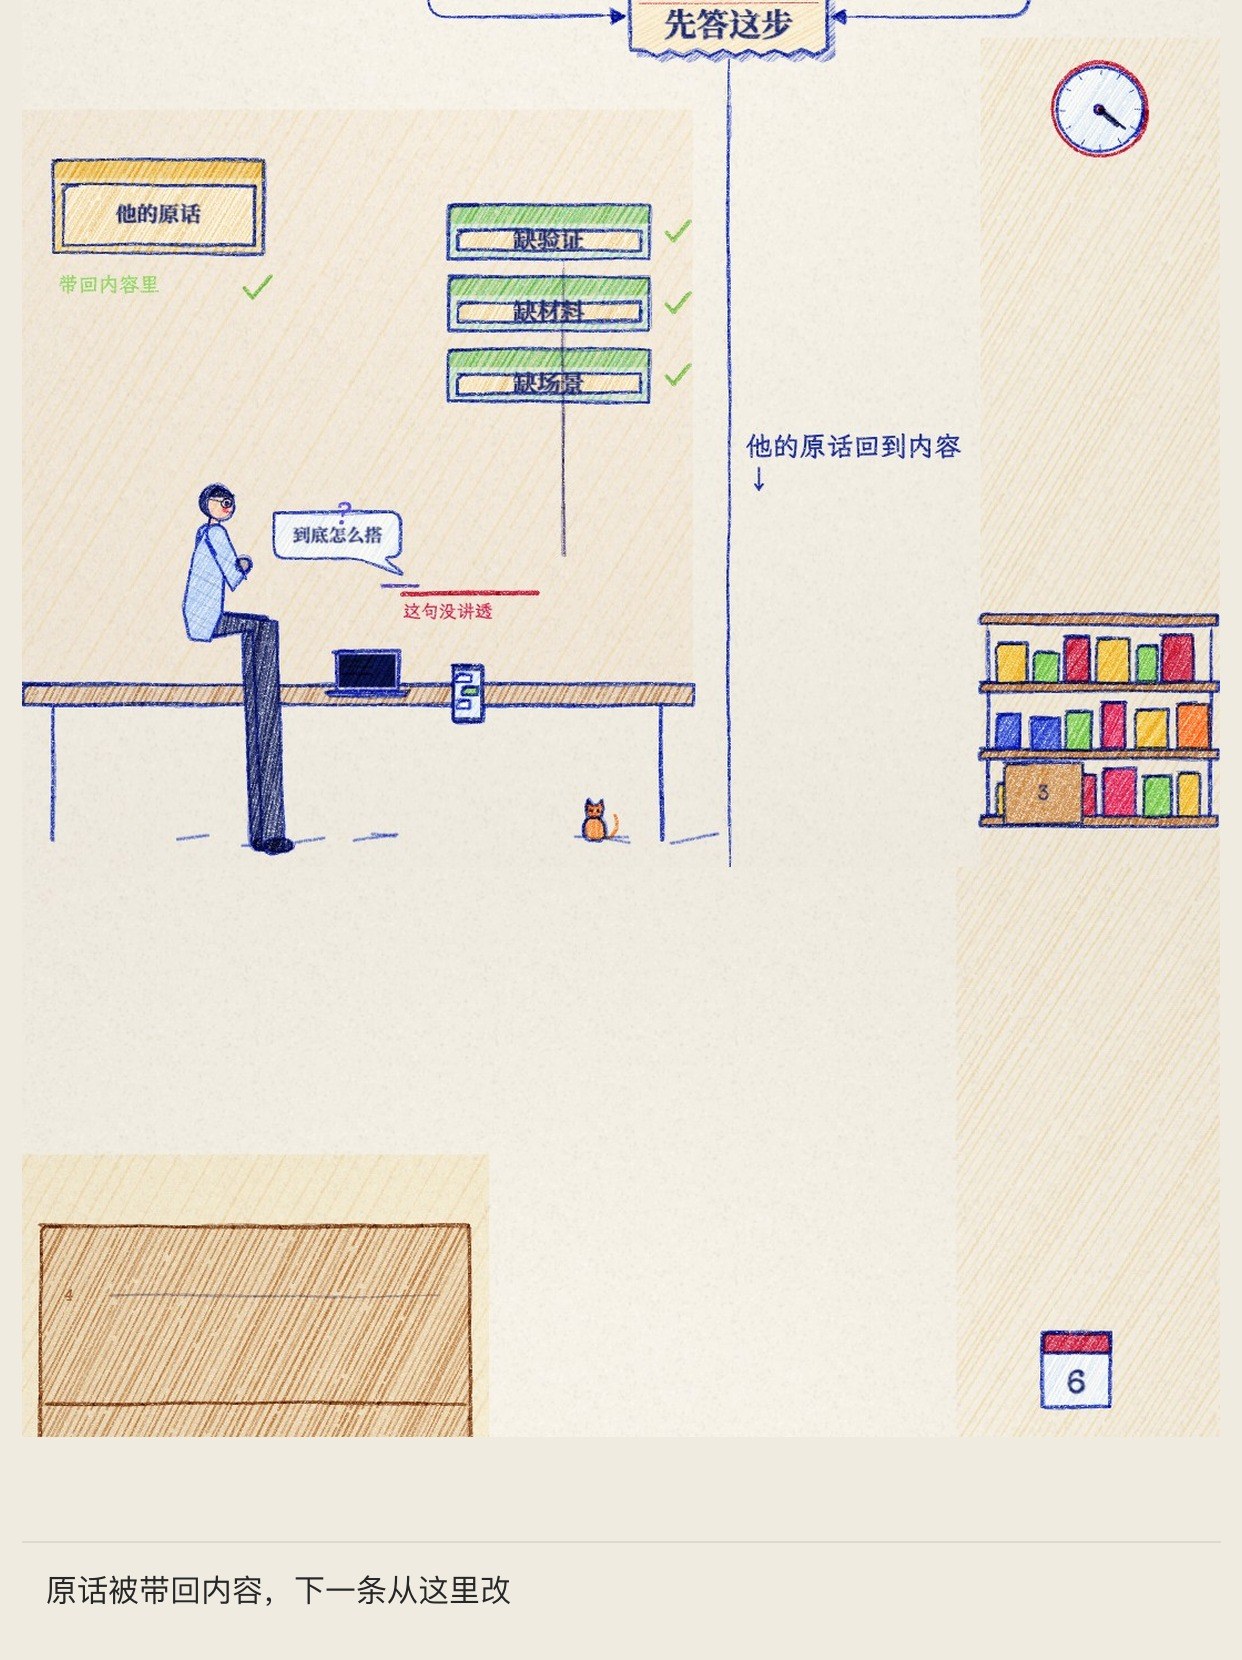 先答这步
他的原话
带回内容里
缺验证
缺材料
缺场景
他的原话回到内容
↓
?
到底怎么搭
这句没讲透
3
4
6
原话被带回内容，下一条从这里改